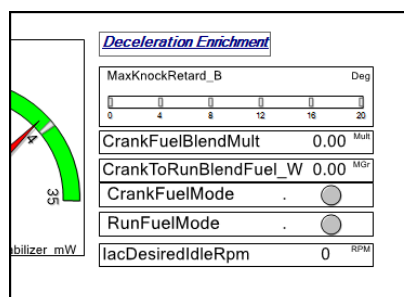 Deceleration Enrichment
MaxKnockRetard_B Deg
0 4 8 12 16 20
CrankFuelBlendMult 0.00 Mult
CrankToRunBlendFuel_W 0.00 MGr
CrankFuelMode .
RunFuelMode .
IacDesiredIdleRpm 0 RPM
4
35
bilizer_mW